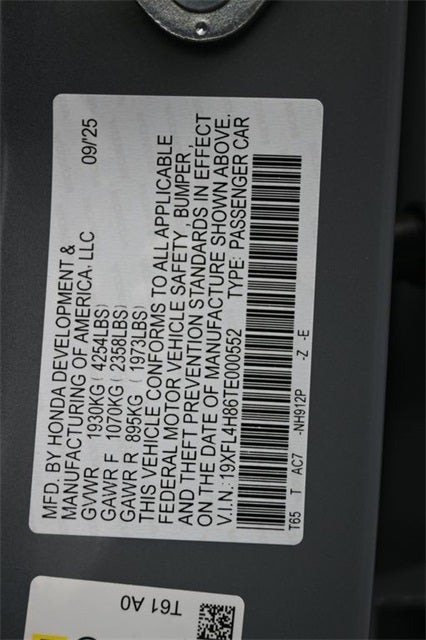 MFD. BY HONDA DEVELOPMENT &
MANUFACTURING OF AMERICA, LLC 09/25
GVWR 1930KG ( 4254LBS)
GAWR F 1070KG ( 2358LBS)
GAWR R 895KG ( 1973LBS)
THIS VEHICLE CONFORMS TO ALL APPLICABLE
FEDERAL MOTOR VEHICLE SAFETY , BUMPER ,
AND THEFT PREVENTION STANDARDS IN EFFECT
ON THE DATE OF MANUFACTURE SHOWN ABOVE.
V.I.N.: 19XFL4H86TE000552 TYPE: PASSENGER CAR
T65 T AC7 -NH912P -Z -E
T61 A0